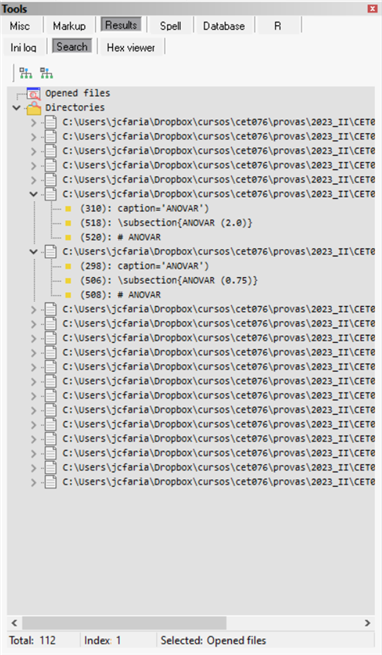 Tools
Misc Markup Results Spell Database R
Ini log Search Hex viewer
Opened files
Directories
C:\Users\jcfaria\Dropbox\cursos\cet076\provas\2023_II\CET0
C:\Users\jcfaria\Dropbox\cursos\cet076\provas\2023_II\CET0
C:\Users\jcfaria\Dropbox\cursos\cet076\provas\2023_II\CET0
C:\Users\jcfaria\Dropbox\cursos\cet076\provas\2023_II\CET0
C:\Users\jcfaria\Dropbox\cursos\cet076\provas\2023_II\CET0
C:\Users\jcfaria\Dropbox\cursos\cet076\provas\2023_II\CET0
(310): caption='ANOVAR')
(518): \subsection{ANOVAR (2.0)}
(520): # ANOVAR
C:\Users\jcfaria\Dropbox\cursos\cet076\provas\2023_II\CET0
(298): caption='ANOVAR')
(506): \subsection{ANOVAR (0.75)}
(508): # ANOVAR
C:\Users\jcfaria\Dropbox\cursos\cet076\provas\2023_II\CET0
C:\Users\jcfaria\Dropbox\cursos\cet076\provas\2023_II\CET0
C:\Users\jcfaria\Dropbox\cursos\cet076\provas\2023_II\CET0
C:\Users\jcfaria\Dropbox\cursos\cet076\provas\2023_II\CET0
C:\Users\jcfaria\Dropbox\cursos\cet076\provas\2023_II\CET0
C:\Users\jcfaria\Dropbox\cursos\cet076\provas\2023_II\CET0
C:\Users\jcfaria\Dropbox\cursos\cet076\provas\2023_II\CET0
C:\Users\jcfaria\Dropbox\cursos\cet076\provas\2023_II\CET0
C:\Users\jcfaria\Dropbox\cursos\cet076\provas\2023_II\CET0
C:\Users\jcfaria\Dropbox\cursos\cet076\provas\2023_II\CET0
C:\Users\jcfaria\Dropbox\cursos\cet076\provas\2023_II\CET0
C:\Users\jcfaria\Dropbox\cursos\cet076\provas\2023_II\CET0
C:\Users\jcfaria\Dropbox\cursos\cet076\provas\2023_II\CET0
Total: 112 Index: 1 Selected: Opened files